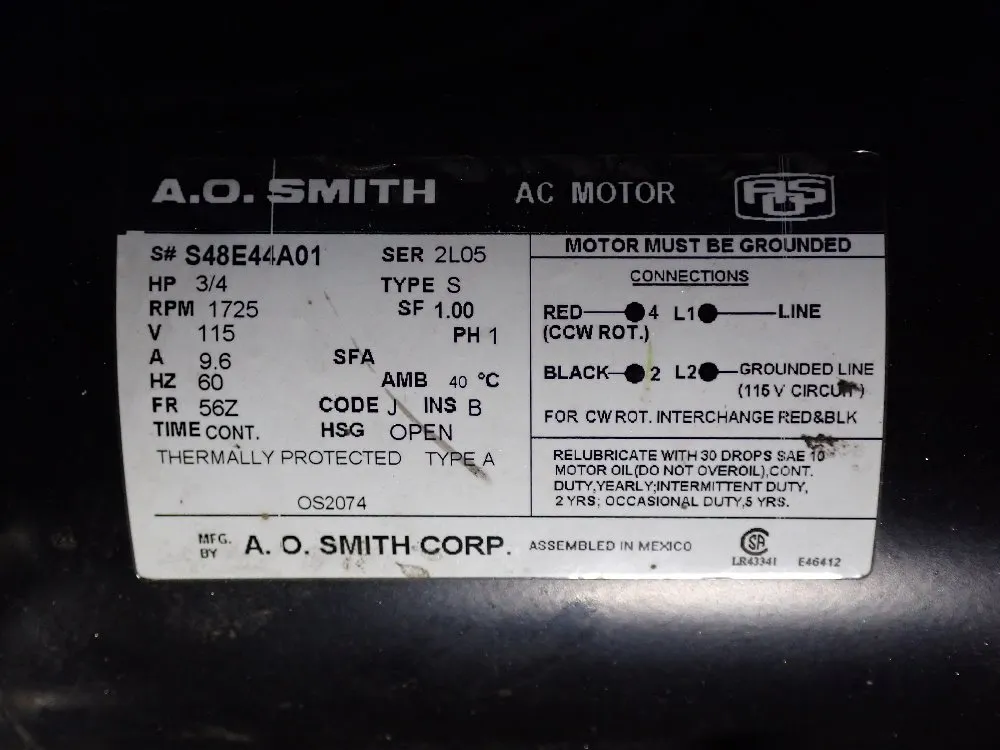 A.O. SMITH AC MOTOR AOS
S# S48E44A01 SER 2L05
HP 3/4 TYPE S
RPM 1725 SF 1.00
V 115 PH 1
A 9.6 SFA
HZ 60 AMB 40 °C
FR 56Z CODE J INS B
TIME CONT. HSG OPEN
THERMALLY PROTECTED TYPE A
OS2074
MOTOR MUST BE GROUNDED
CONNECTIONS
RED 4 L1 LINE
(CCW ROT.)
BLACK 2 L2 GROUNDED LINE
(115 V CIRCUIT)
FOR CW ROT. INTERCHANGE RED&BLK
RELUBRICATE WITH 30 DROPS SAE 10
MOTOR OIL(DO NOT OVEROIL),CONT.
DUTY,YEARLY;INTERMITTENT DUTY,
2 YRS; OCCASIONAL DUTY,5 YRS.
MFG.
BY A. O. SMITH CORP. ASSEMBLED IN MEXICO SA
LR43341 E46412